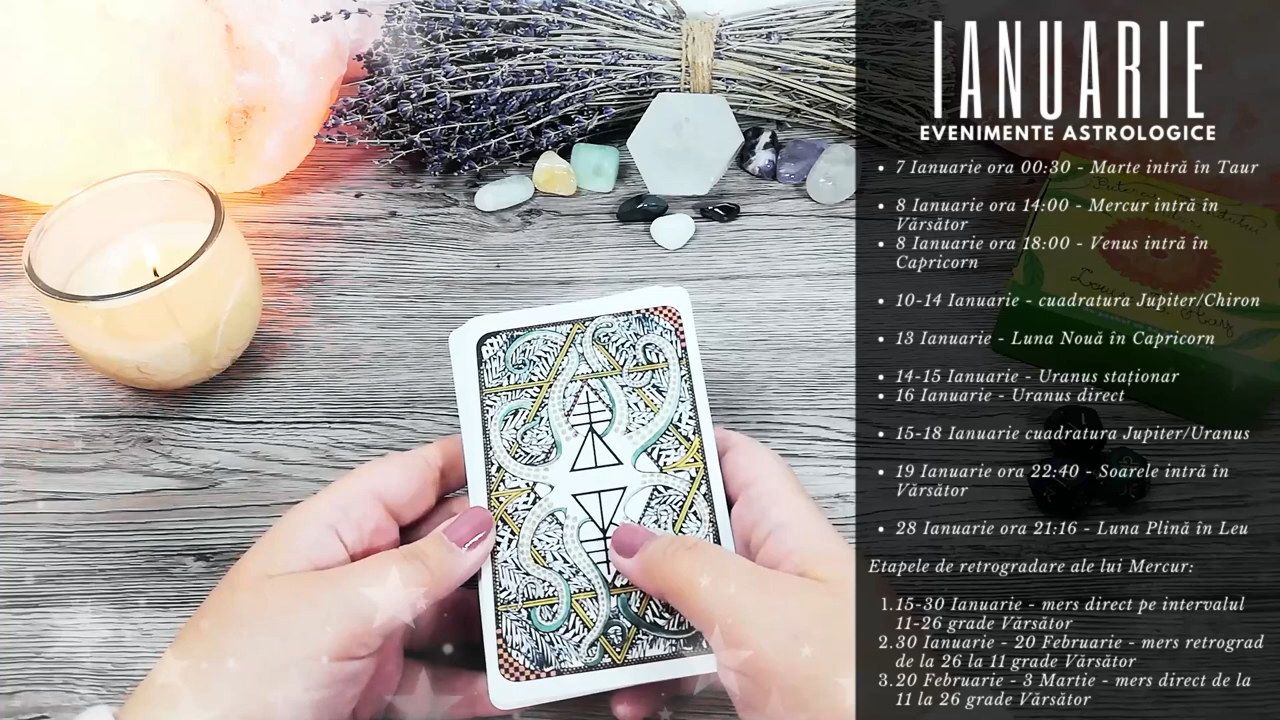 IANUARIE
EVENIMENTE ASTROLOGICE
• 7 Ianuarie ora 00:30 - Marte intră în Taur
• 8 Ianuarie ora 14:00 - Mercur intră în
Vărsător
• 8 Ianuarie ora 18:00 - Venus intră în
Capricorn
• 10-14 Ianuarie - cuadratura Jupiter/Chiron
• 13 Ianuarie - Luna Nouă în Capricorn
• 14-15 Ianuarie - Uranus staționar
• 16 Ianuarie - Uranus direct
• 15-18 Ianuarie cuadratura Jupiter/Uranus
• 19 Ianuarie ora 22:40 - Soarele intră în
Vărsător
• 28 Ianuarie ora 21:16 - Luna Plină în Leu
Etapele de retrogradare ale lui Mercur:
1. 15-30 Ianuarie - mers direct pe intervalul
11-26 grade Vărsător
2. 30 Ianuarie - 20 Februarie - mers retrograd
de la 26 la 11 grade Vărsător
3. 20 Februarie - 3 Martie - mers direct de la
11 la 26 grade Vărsător
Louise Hay